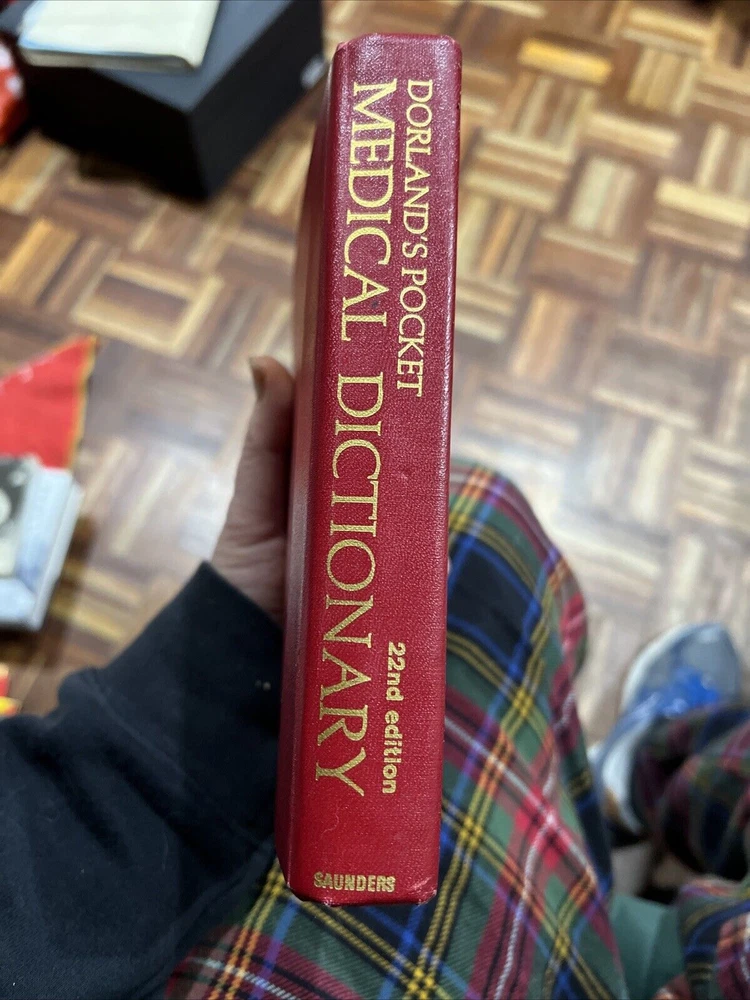 DORLAND'S POCKET
MEDICAL DICTIONARY
22nd edition
SAUNDERS